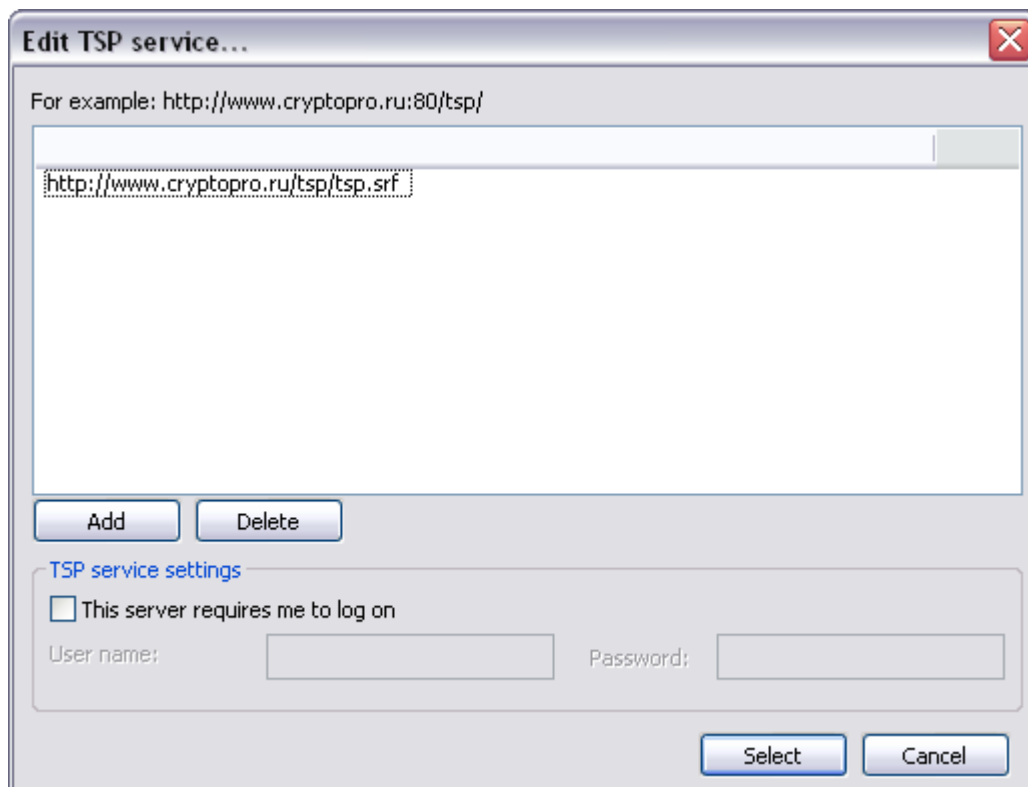 Edit TSP service...
For example: http://www.cryptopro.ru:80/tsp/
http://www.cryptopro.ru/tsp/tsp.srf
Add Delete
TSP service settings
This server requires me to log on
User name: Password:
Select Cancel